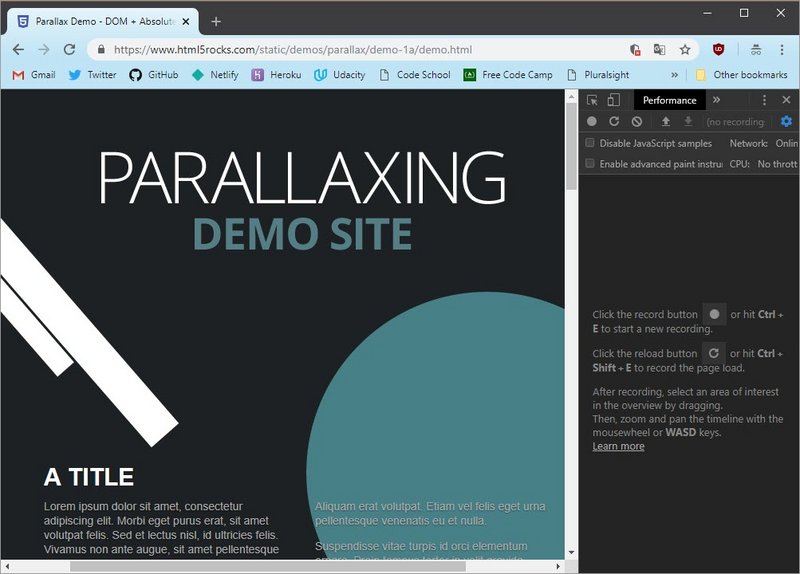 Parallax Demo - DOM + Absolute
https://www.html5rocks.com/static/demos/parallax/demo-1a/demo.html
Gmail Twitter GitHub Netlify Heroku Udacity Code School Free Code Camp Pluralsight » Other bookmarks
Performance »
(no recording
Disable JavaScript samples Network: Onlin
Enable advanced paint instru CPU: No thrott
PARALLAXING
DEMO SITE
A TITLE
Lorem ipsum dolor sit amet, consectetur
adipiscing elit. Morbi eget purus erat, sit amet
volutpat felis. Sed et lectus nisl, id ultricies felis.
Vivamus non ante augue, sit amet pellentesque
Aliquam erat volutpat. Etiam vel felis eget urna
pellentesque venenatis eu et nulla.
Suspendisse vitae turpis id orci elementum
ornare. Proin tempus tortor in velit gravida
Click the record button or hit Ctrl +
E to start a new recording.
Click the reload button or hit Ctrl +
Shift + E to record the page load.
After recording, select an area of interest
in the overview by dragging.
Then, zoom and pan the timeline with the
mousewheel or WASD keys.
Learn more